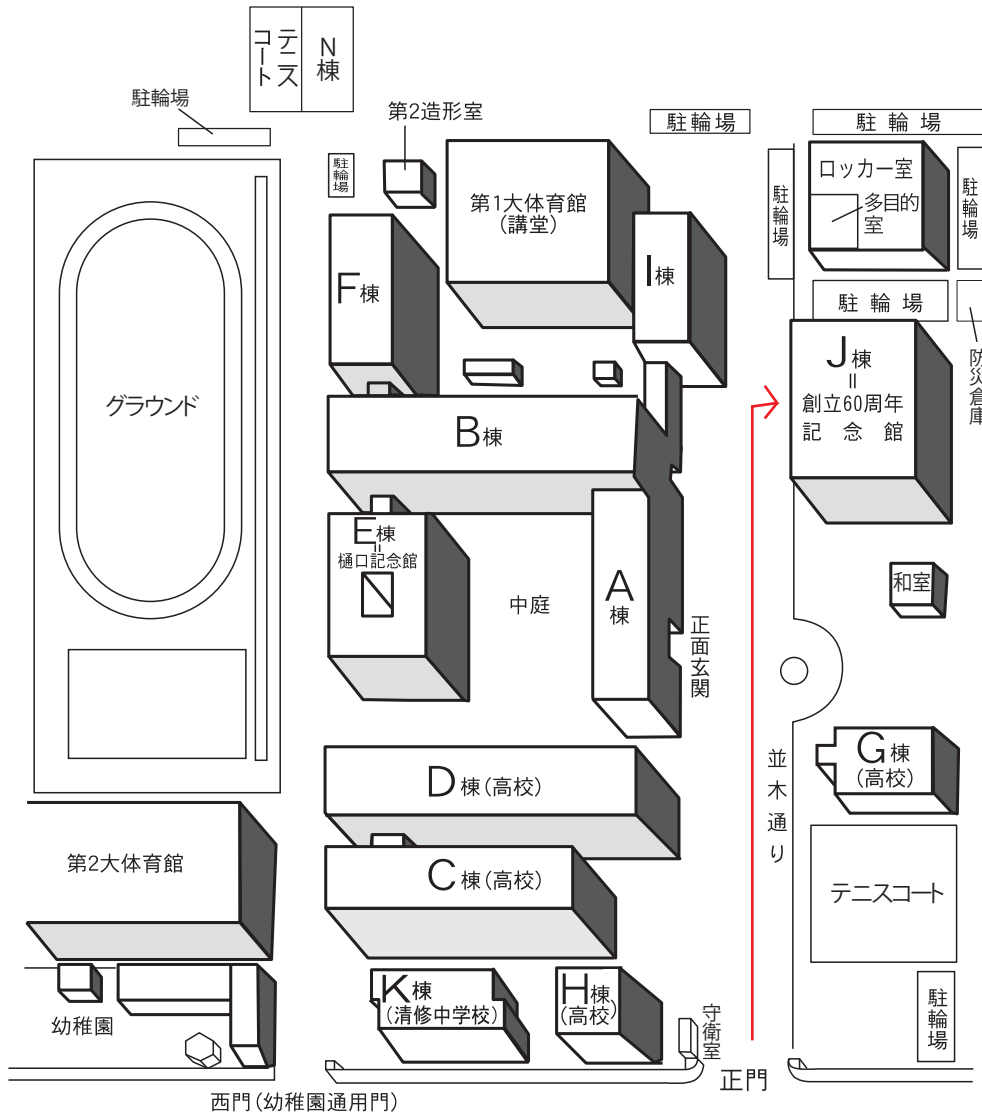 テニス
コート
N
棟
駐輪場
第2造形室
駐輪場
駐輪場
駐輪場
駐輪場
ロッカー室
多目的
室
駐輪場
駐輪場
第1大体育館
(講堂)
F棟
I棟
駐輪場
防災倉庫
J棟
=
創立60周年
記念館
グラウンド
B棟
E棟
=
樋口記念館
中庭
A
棟
和室
正面玄関
D棟(高校)
並木通り
G棟
(高校)
第2大体育館
C棟(高校)
テニスコート
K棟
(清修中学校)
H棟
(高校)
守衛室
駐輪場
幼稚園
正門
西門(幼稚園通用門)